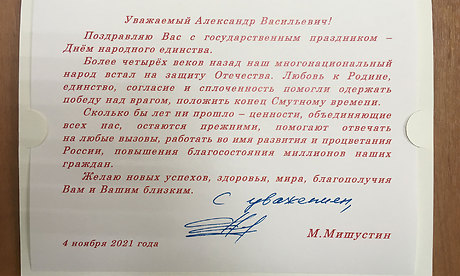 Уважаемый Александр Васильевич!
Поздравляю Вас с государственным праздником –
Днём народного единства.
Более четырёх веков назад наш многонациональный
народ встал на защиту Отечества. Любовь к Родине,
единство, согласие и сплоченность помогли одержать
победу над врагом, положить конец Смутному времени.
Сколько бы лет ни прошло – ценности, объединяющие
всех нас, остаются прежними, помогают отвечать
на любые вызовы, работать во имя развития и процветания
России, повышения благосостояния миллионов наших
граждан.
Желаю новых успехов, здоровья, мира, благополучия
Вам и Вашим близким.
С уважением,
М.Мишустин
4 ноября 2021 года